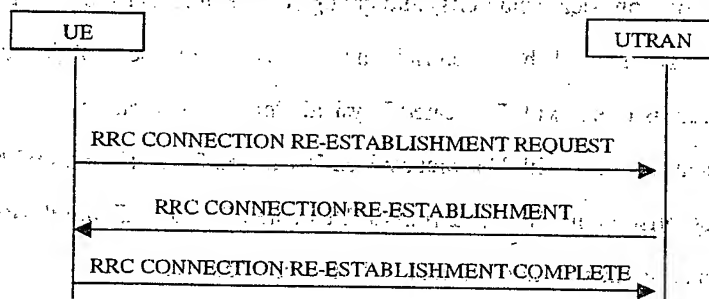 UE
UTRAN
RRC CONNECTION RE-ESTABLISHMENT REQUEST
RRC CONNECTION RE-ESTABLISHMENT
RRC CONNECTION RE-ESTABLISHMENT COMPLETE